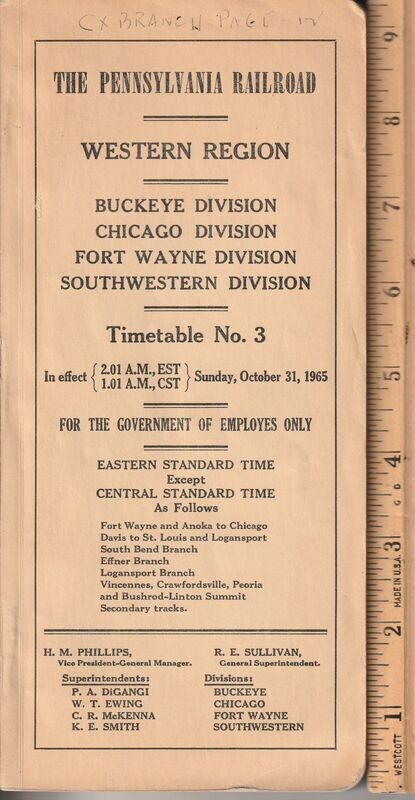 CX BRANCH PAGE 12
THE PENNSYLVANIA RAILROAD
WESTERN REGION
BUCKEYE DIVISION
CHICAGO DIVISION
FORT WAYNE DIVISION
SOUTHWESTERN DIVISION
Timetable No. 3
In effect { 2.01 A.M., EST
1.01 A.M., CST } Sunday, October 31, 1965
FOR THE GOVERNMENT OF EMPLOYES ONLY
EASTERN STANDARD TIME
Except
CENTRAL STANDARD TIME
As Follows
Fort Wayne and Anoka to Chicago
Davis to St. Louis and Logansport
South Bend Branch
Effner Branch
Logansport Branch
Vincennes, Crawfordsville, Peoria
and Bushrod-Linton Summit
Secondary tracks.
H. M. PHILLIPS,
Vice President-General Manager.
R. E. SULLIVAN,
General Superintendent.
Superintendents: Divisions:
P. A. DiGANGI BUCKEYE
W. T. EWING CHICAGO
C. R. McKENNA FORT WAYNE
K. E. SMITH SOUTHWESTERN
9
8
7
6
5
4
3
2
1
MADE IN U.S.A.
WESTCOTT